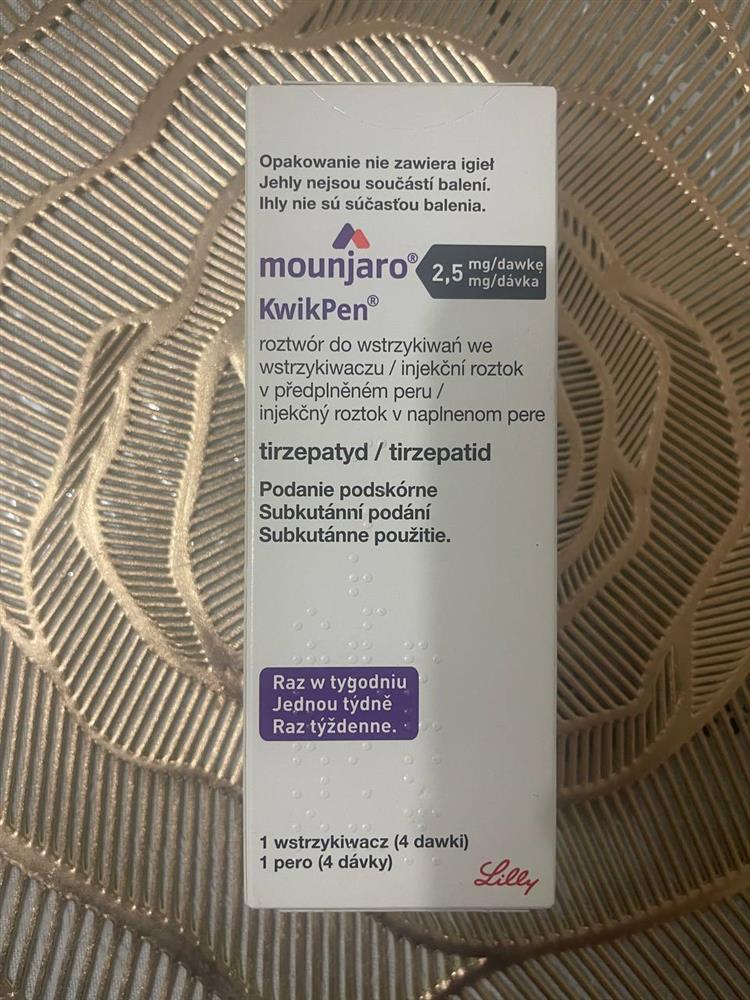 Opakowanie nie zawiera igieł
Jehly nejsou součástí balení.
Ihly nie sú súčasťou balenia.
mounjaro®
2,5 mg/dawkę
mg/dávka
KwikPen®
roztwór do wstrzykiwań we
wstrzykiwaczu / injekční roztok
v předplněném peru /
injekčný roztok v naplnenom pere
tirzepatyd / tirzepatid
Podanie podskórne
Subkutánní podání
Subkutánne použitie.
Raz w tygodniu
Jednou týdně
Raz týždenne.
1 wstrzykiwacz (4 dawki)
1 pero (4 dávky)
Lilly